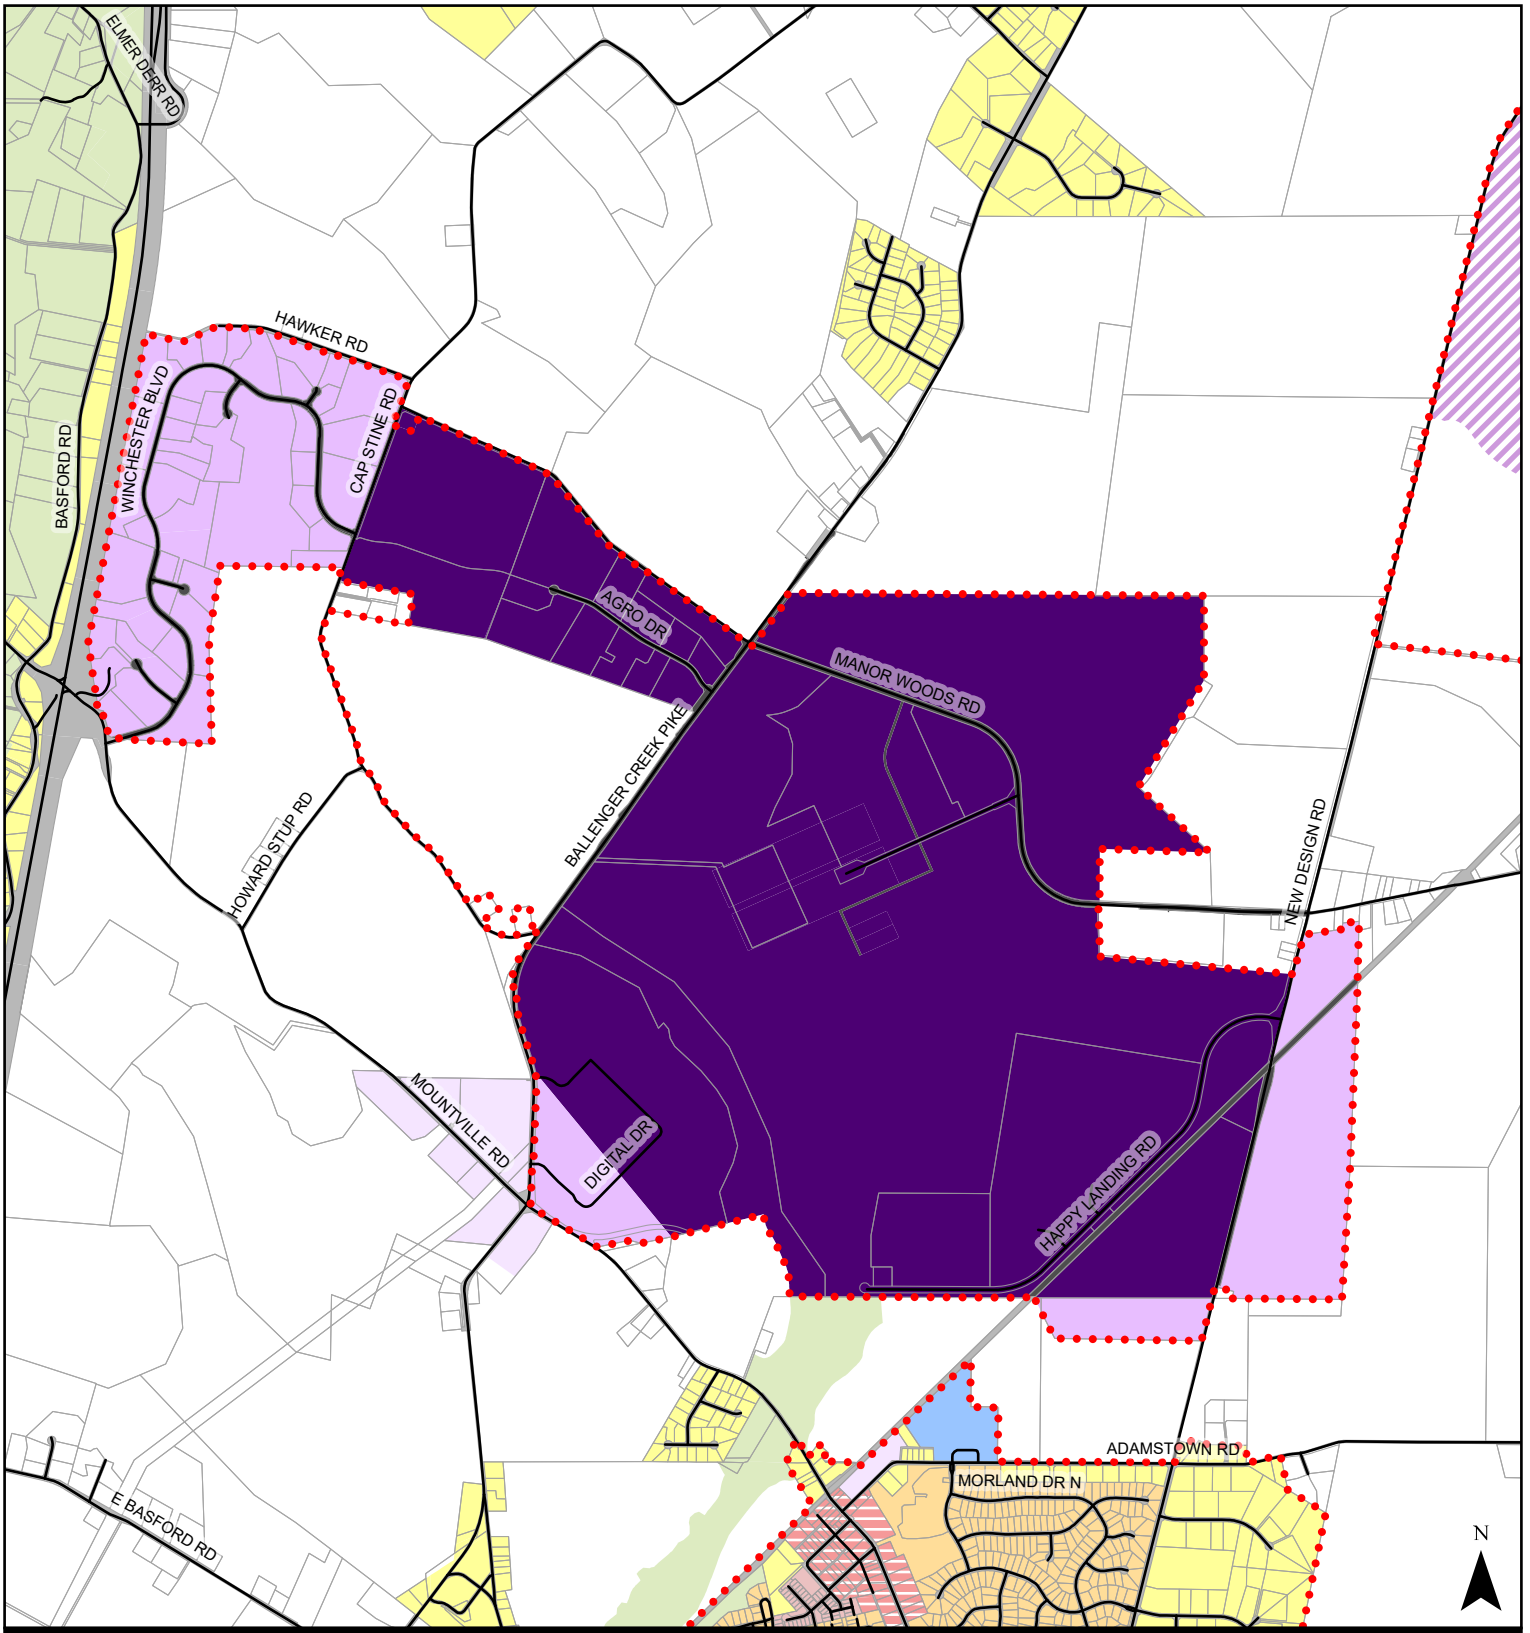 ELMER DERR RD
HAWKER RD
WINCHESTER BLVD
CAP STINE RD
BASFORD RD
AGRO DR
MANOR WOODS RD
BALLENGER CREEK PIKE
HOWARD STUP RD
NEW DESIGN RD
MOUNTVILLE RD
DIGITAL DR
HAPPY LANDING RD
ADAMSTOWN RD
MORLAND DR N
E BASFORD RD
N